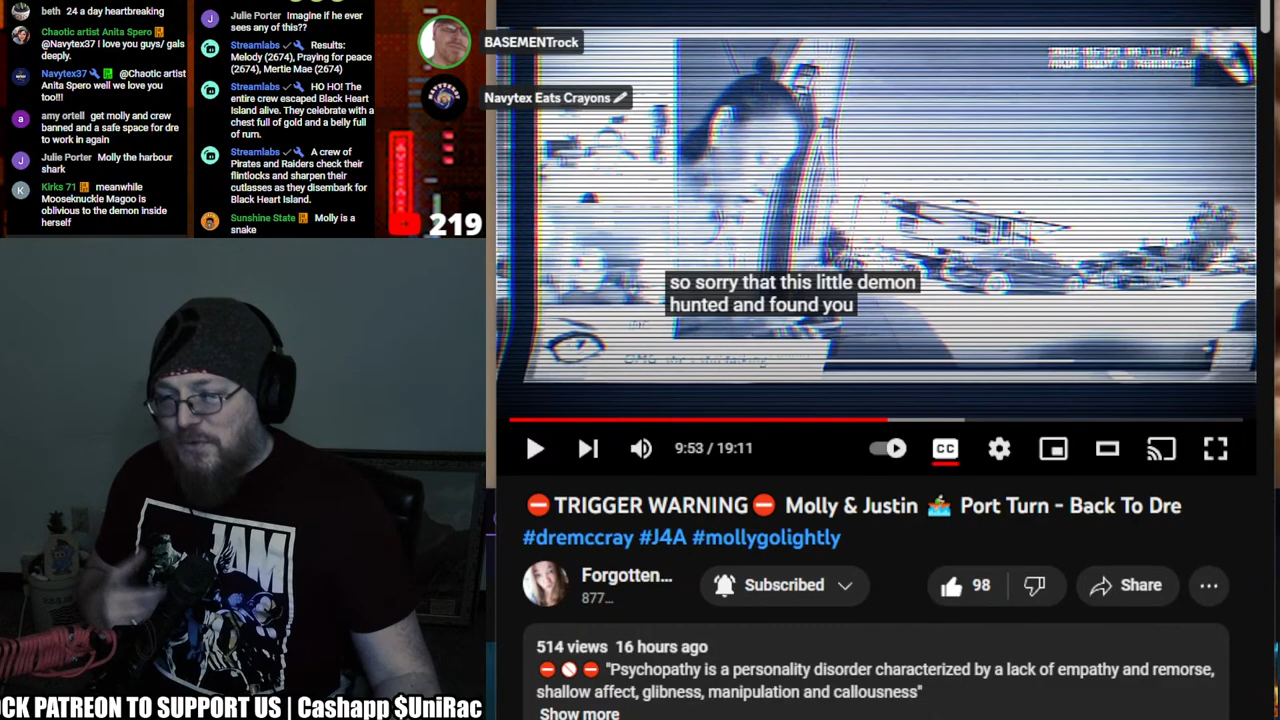 beth 24 a day heartbreaking
Chaotic artist Anita Spero
@Navytex37 I love you guys/ gals
deeply.
Navytex37 @Chaotic artist
Anita Spero well we love you
too!!!
amy ortell get molly and crew
banned and a safe space for dre
to work in again
Julie Porter Molly the harbour
shark
Kirks 71 meanwhile
Mooseknuckle Magoo is
oblivious to the demon inside
herself
Julie Porter Imagine if he ever
sees any of this??
Streamlabs Results:
Melody (2674), Praying for peace
(2674), Mertie Mae (2674)
Streamlabs HO HO! The
entire crew escaped Black Heart
Island alive. They celebrate with a
chest full of gold and a belly full
of rum.
Streamlabs A crew of
Pirates and Raiders check their
flintlocks and sharpen their
cutlasses as they disembark for
Black Heart Island.
Sunshine State Molly is a
snake
BASEMENTrock
Navytex Eats Crayons
219
so sorry that this little demon
hunted and found you
OMG she's still talking
9:53 / 19:11
CC
TRIGGER WARNING Molly & Justin Port Turn - Back To Dre
#dremccray #J4A #mollygolightly
Forgotten...
877...
Subscribed
98
Share
514 views 16 hours ago
"Psychopathy is a personality disorder characterized by a lack of empathy and remorse,
shallow affect, glibness, manipulation and callousness"
Show more
JAM
CK PATREON TO SUPPORT US | Cashapp $UniRac